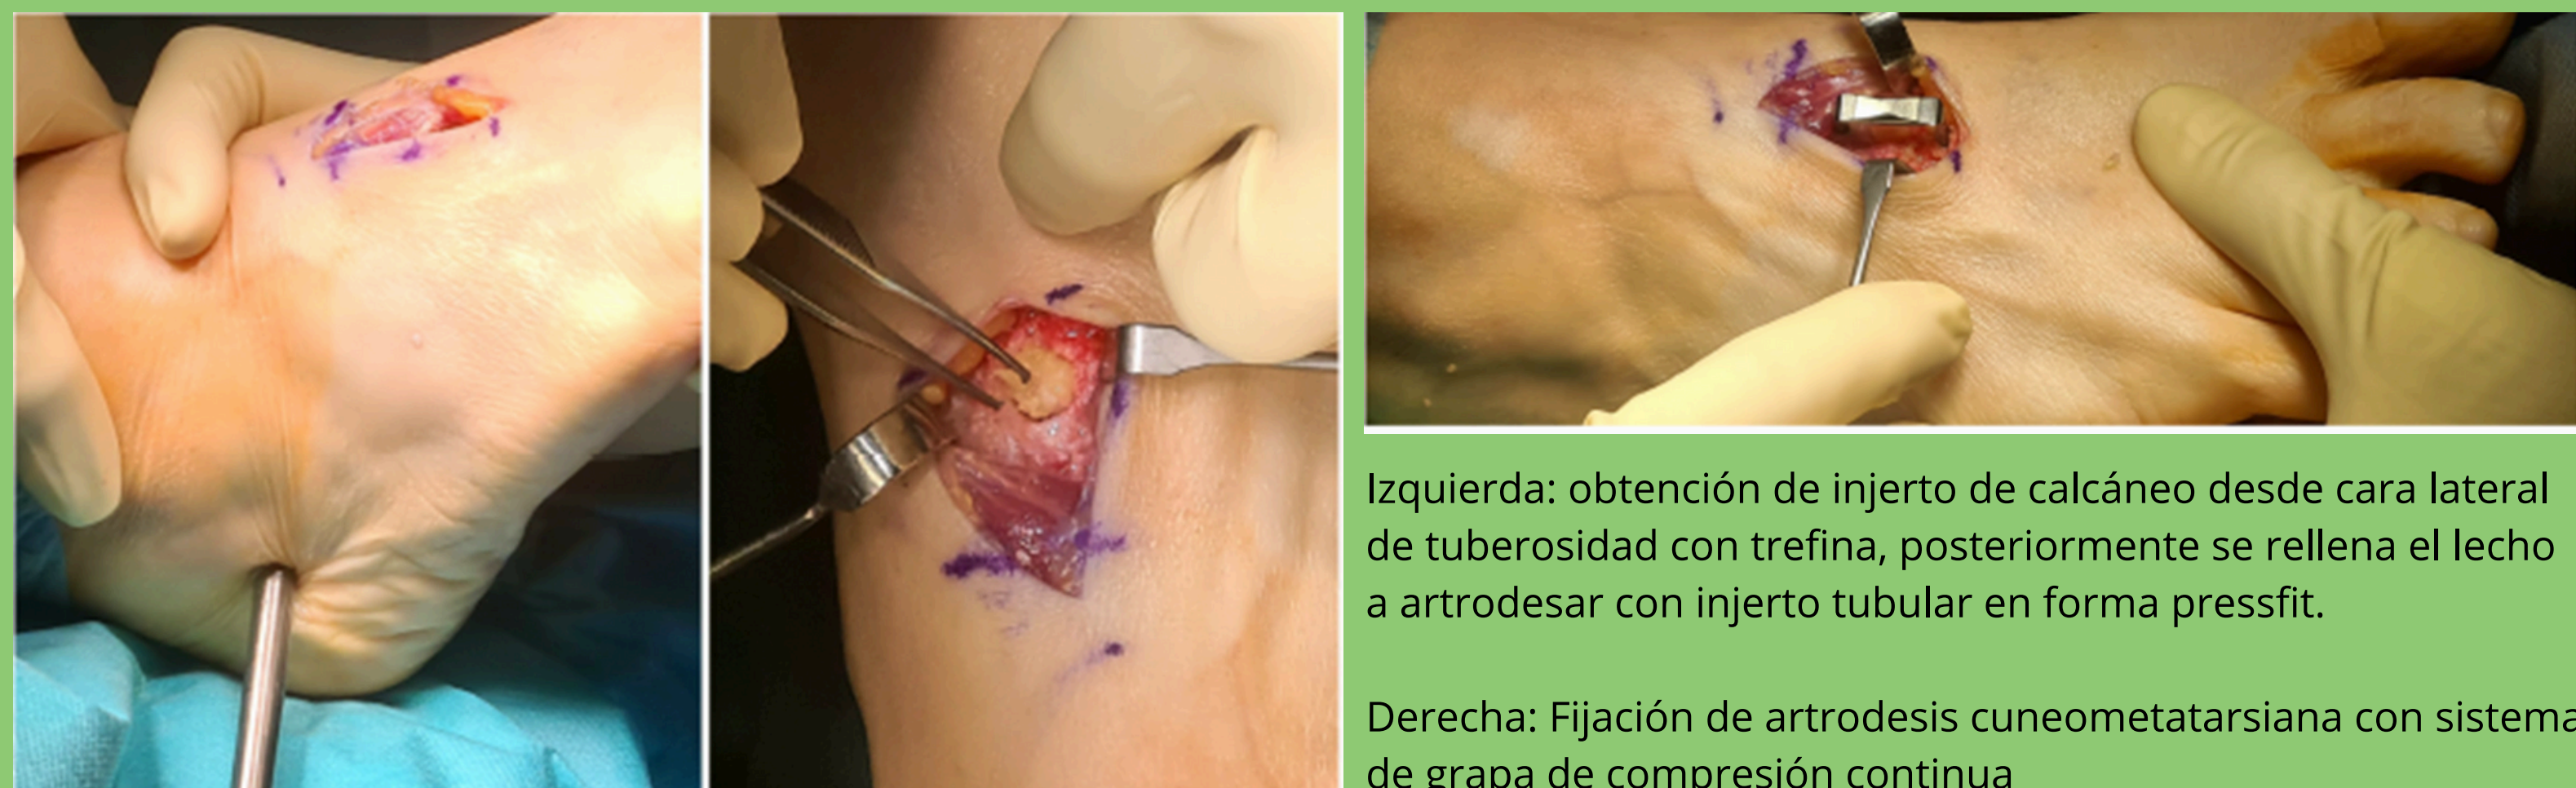 Izquierda: obtención de injerto de calcáneo desde cara lateral
de tuberosidad con trefina, posteriormente se rellena el lecho
a artrodesar con injerto tubular en forma pressfit.
Derecha: Fijación de artrodesis cuneometatarsiana con sistema
de grapa de compresión continua